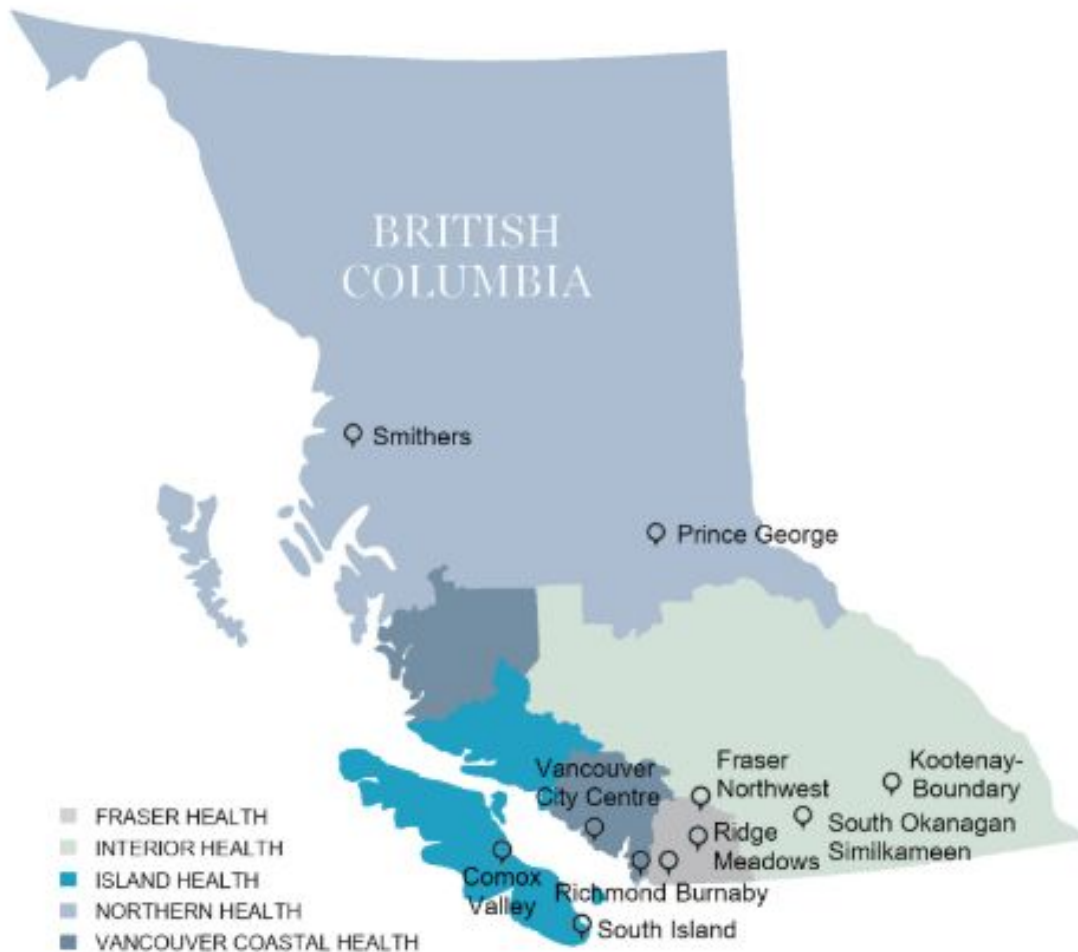 BRITISH
COLUMBIA
Smithers
Prince George
Vancouver
City Centre
Fraser
Northwest
Kootenay-
Boundary
Ridge
Meadows
South Okanagan
Similkameen
Comox
Valley
Richmond
Burnaby
South Island
FRASER HEALTH
INTERIOR HEALTH
ISLAND HEALTH
NORTHERN HEALTH
VANCOUVER COASTAL HEALTH